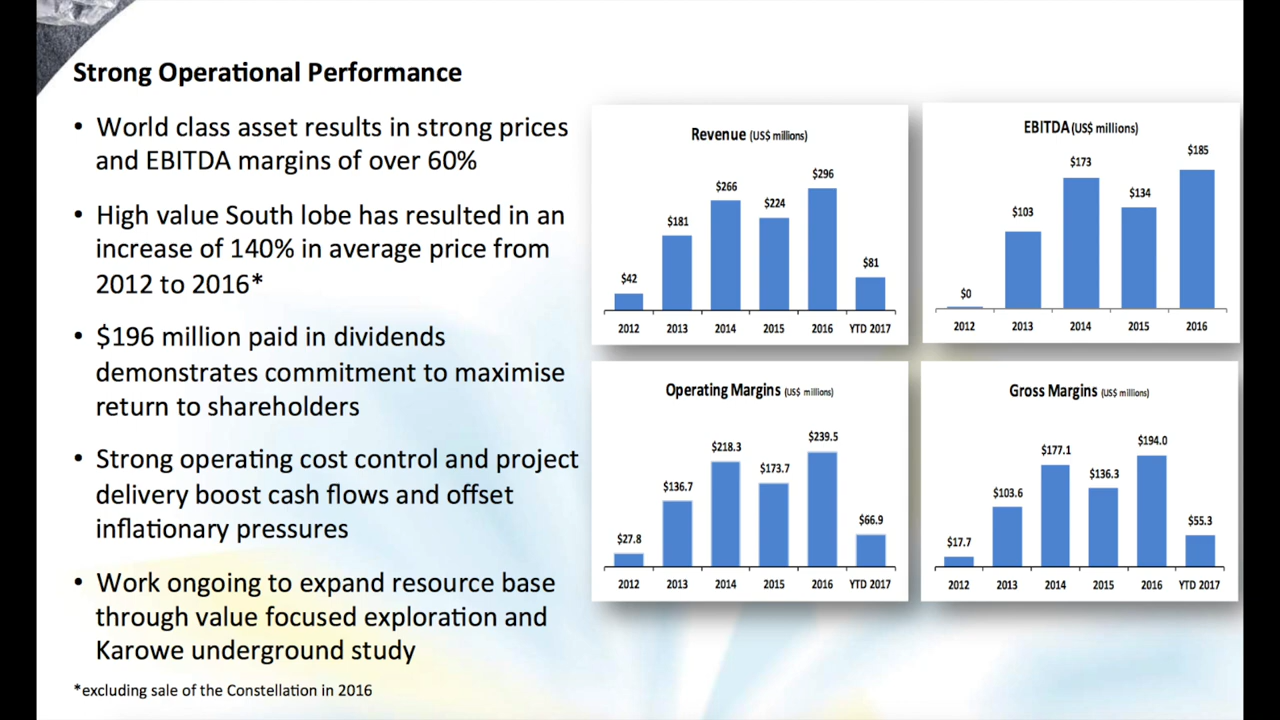 Strong Operational Performance
• World class asset results in strong prices
and EBITDA margins of over 60%
• High value South lobe has resulted in an
increase of 140% in average price from
2012 to 2016*
• $196 million paid in dividends
demonstrates commitment to maximise
return to shareholders
• Strong operating cost control and project
delivery boost cash flows and offset
inflationary pressures
• Work ongoing to expand resource base
through value focused exploration and
Karowe underground study
*excluding sale of the Constellation in 2016
Revenue (US$ millions)
$42 $181 $266 $224 $296 $81
2012 2013 2014 2015 2016 YTD 2017
EBITDA (US$ millions)
$0 $103 $173 $134 $185
2012 2013 2014 2015 2016
Operating Margins (US$ millions)
$27.8 $136.7 $218.3 $173.7 $239.5 $66.9
2012 2013 2014 2015 2016 YTD 2017
Gross Margins (US$ millions)
$17.7 $103.6 $177.1 $136.3 $194.0 $55.3
2012 2013 2014 2015 2016 YTD 2017